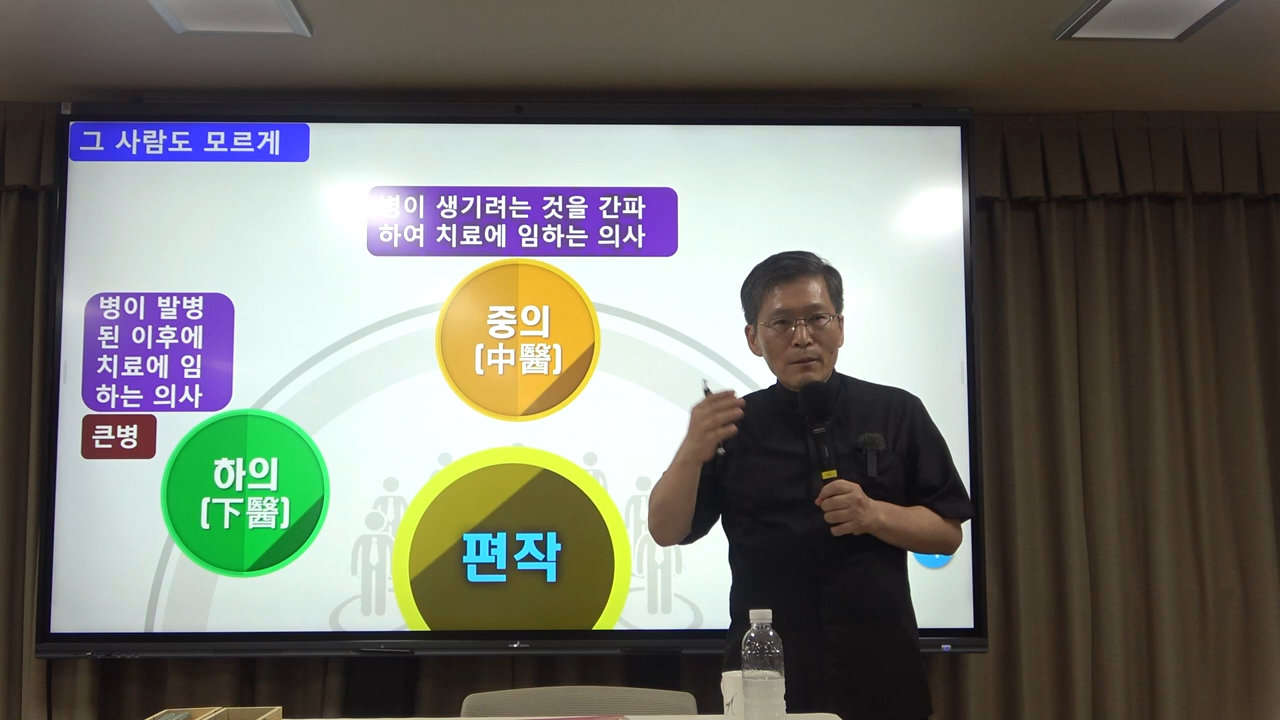 그 사람도 모르게
병이 생기려는 것을 간파
하여 치료에 임하는 의사
병이 발병
된 이후에
치료에 임
하는 의사
큰병
중의
(中醫)
하의
(下醫)
편작